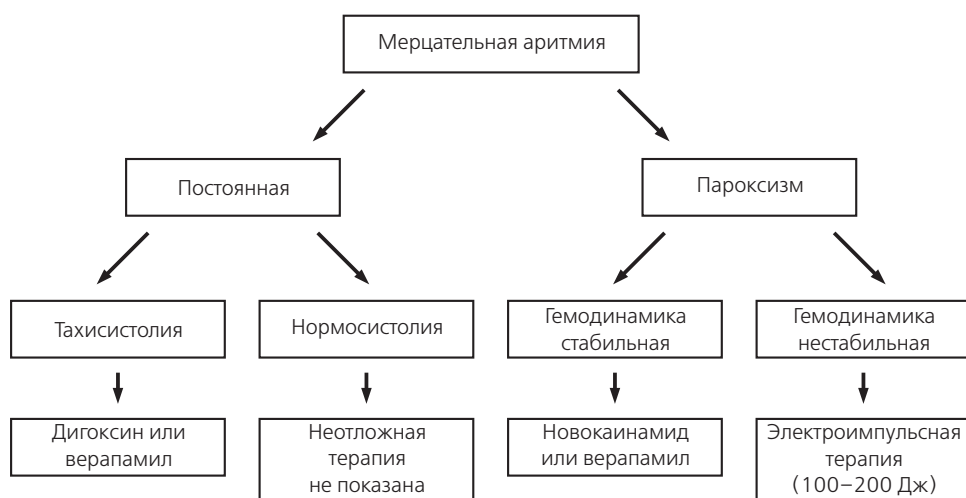 Мерцательная аритмия
Постоянная
Пароксизм
Тахисистолия
Нормосистолия
Гемодинамика
стабильная
Гемодинамика
нестабильная
Дигоксин или
верапамил
Неотложная
терапия
не показана
Новокаинамид
или верапамил
Электроимпульсная
терапия
(100–200 Дж)